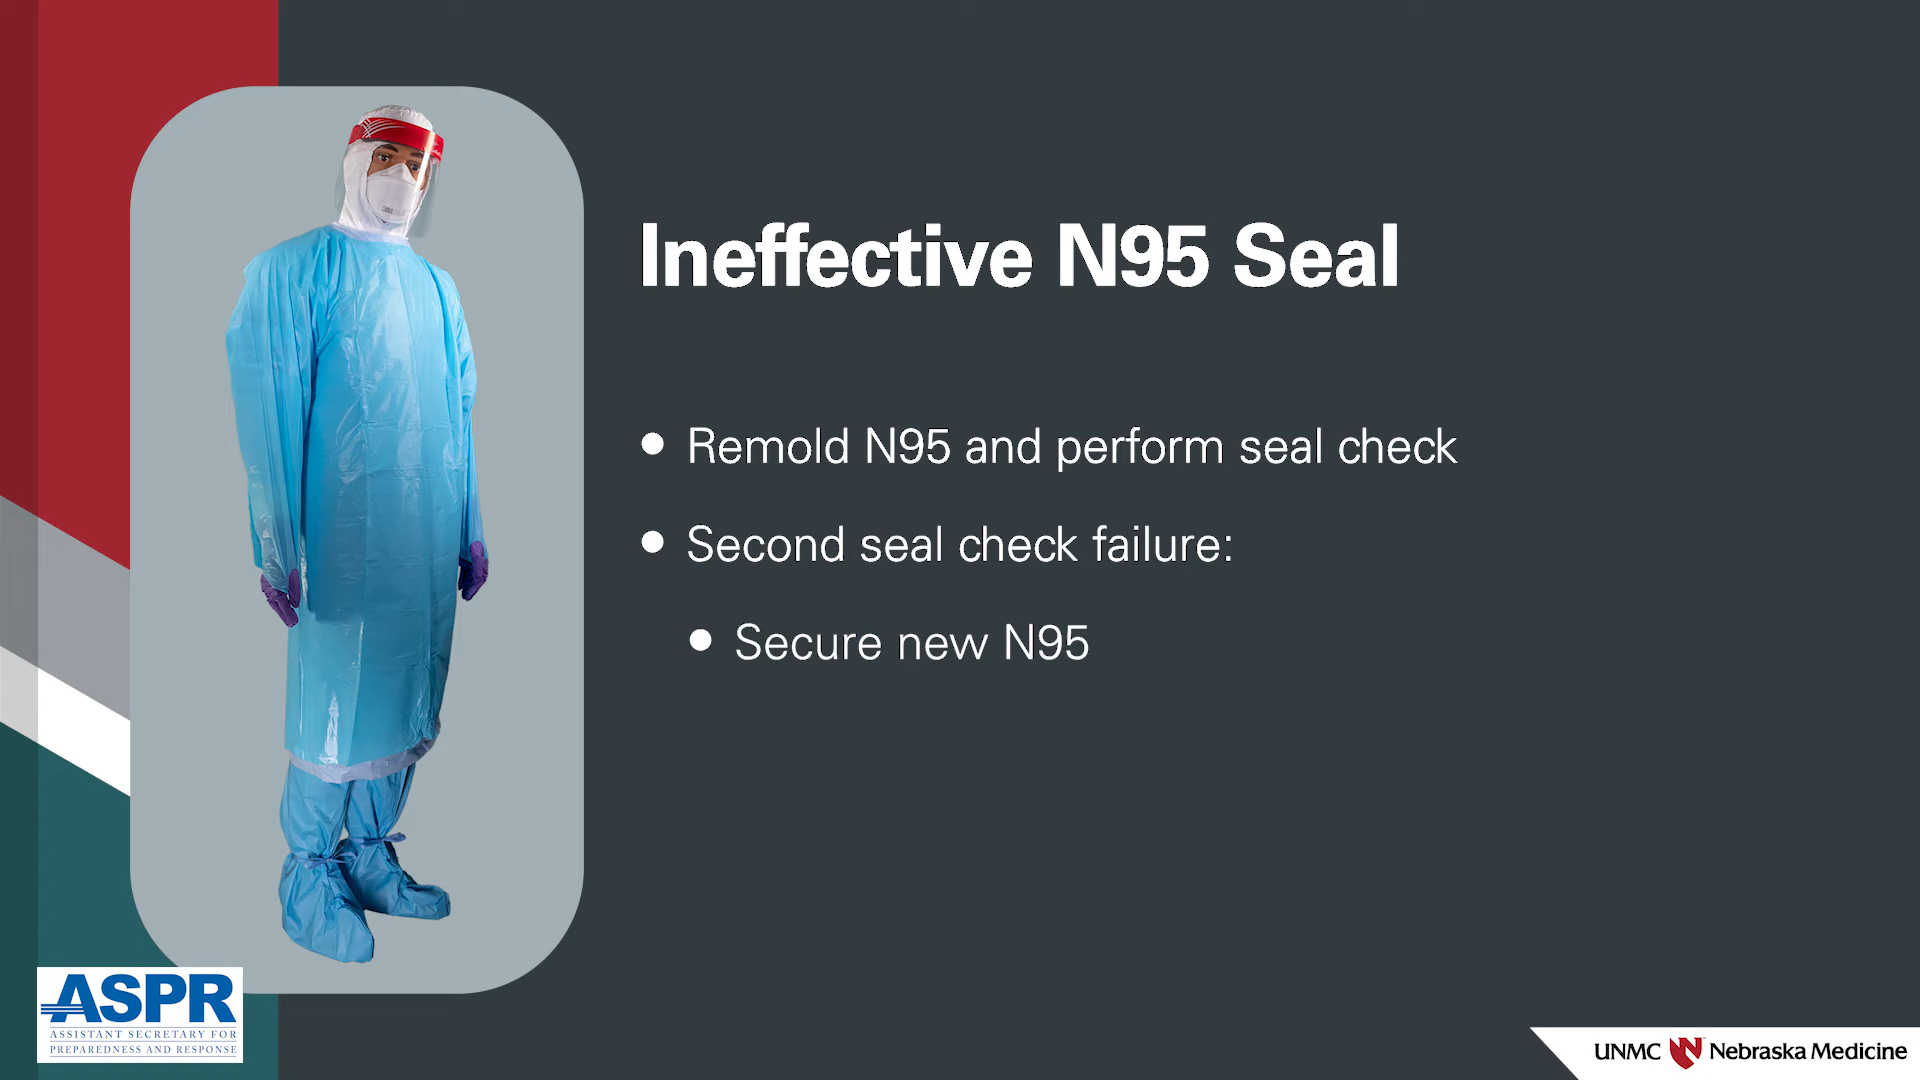 Ineffective N95 Seal
Remold N95 and perform seal check
Second seal check failure:
Secure new N95
3M
ASPR
ASSISTANT SECRETARY FOR
PREPAREDNESS AND RESPONSE
UNMC Nebraska Medicine